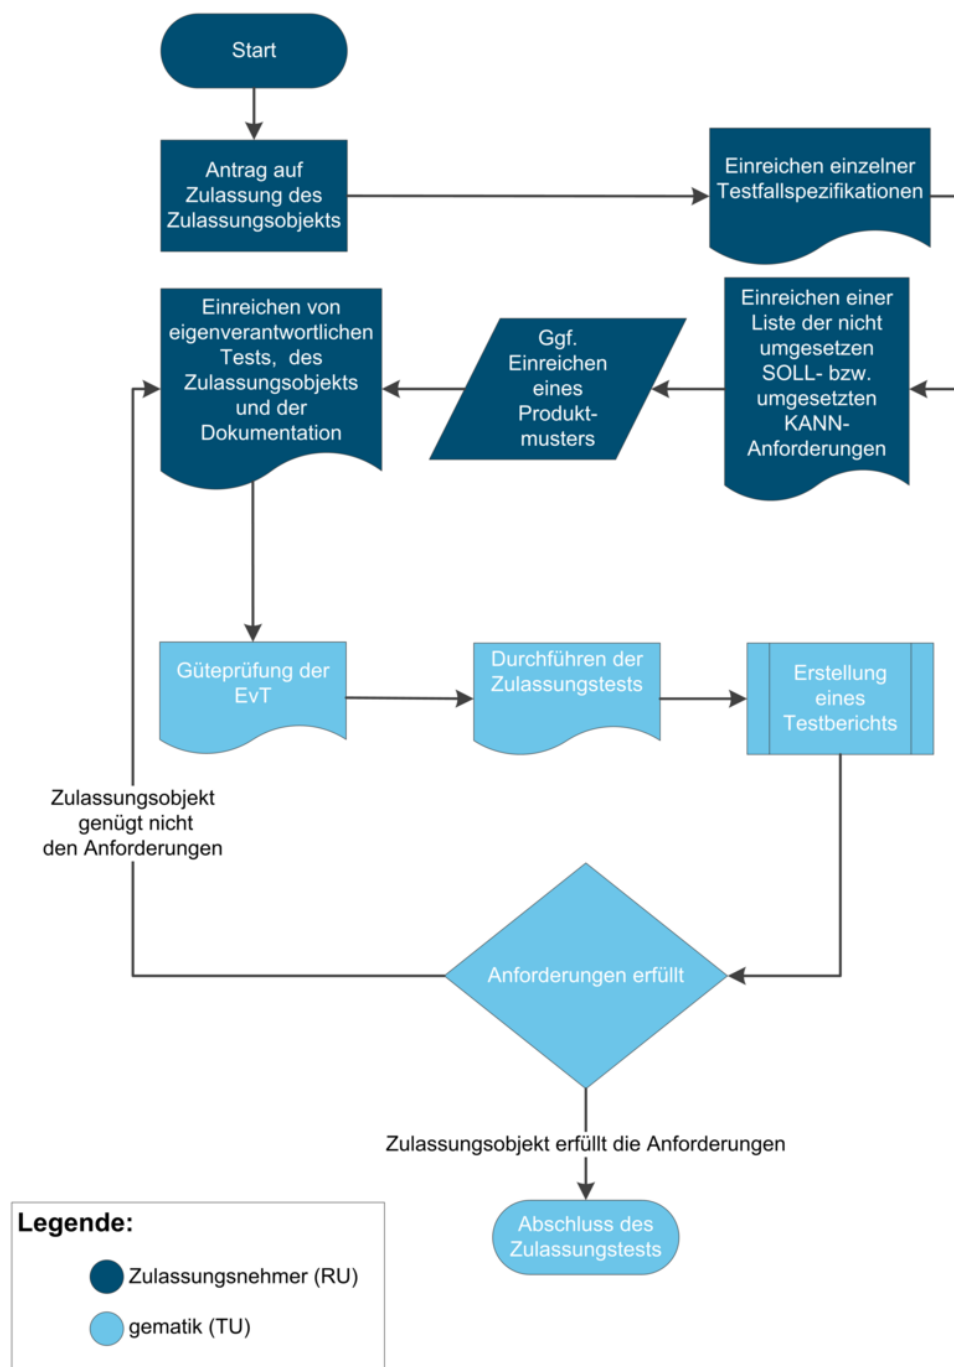 Start
Antrag auf
Zulassung des
Zulassungsobjekts
Einreichen einzelner
Testfallspezifikationen
Einreichen einer
Liste der nicht
umgesetzen
SOLL- bzw.
umgesetzten
KANN-
Anforderungen
Ggf.
Einreichen
eines
Produkt-
musters
Einreichen von
eigenverantwortlichen
Tests, des
Zulassungsobjekts
und der
Dokumentation
Güteprüfung der
EvT
Durchführen der
Zulassungstests
Erstellung
eines
Testberichts
Zulassungsobjekt
genügt nicht
den Anforderungen
Anforderungen erfüllt
Zulassungsobjekt erfüllt die Anforderungen
Abschluss des
Zulassungstests
Legende:
Zulassungsnehmer (RU)
gematik (TU)